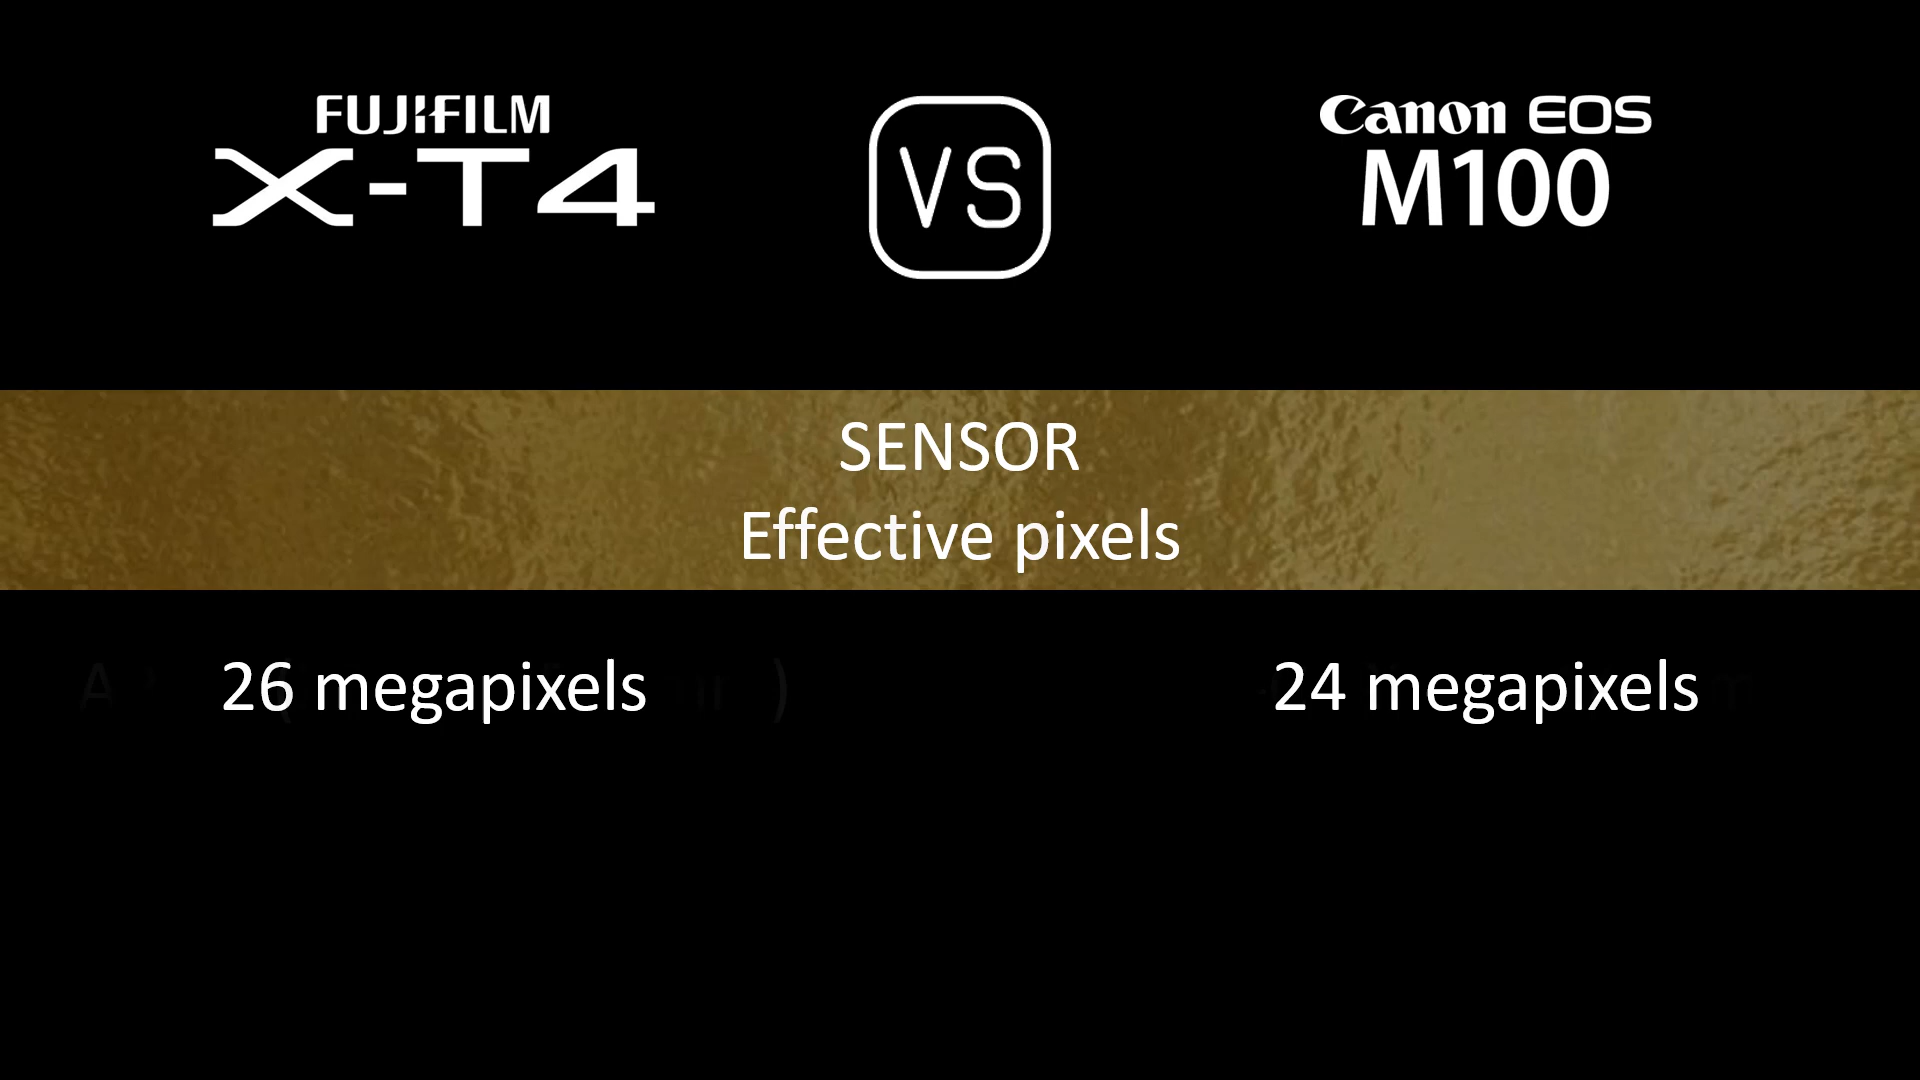 FUJIFILM
X-T4
VS
Canon EOS
M100
SENSOR
Effective pixels
26 megapixels
24 megapixels